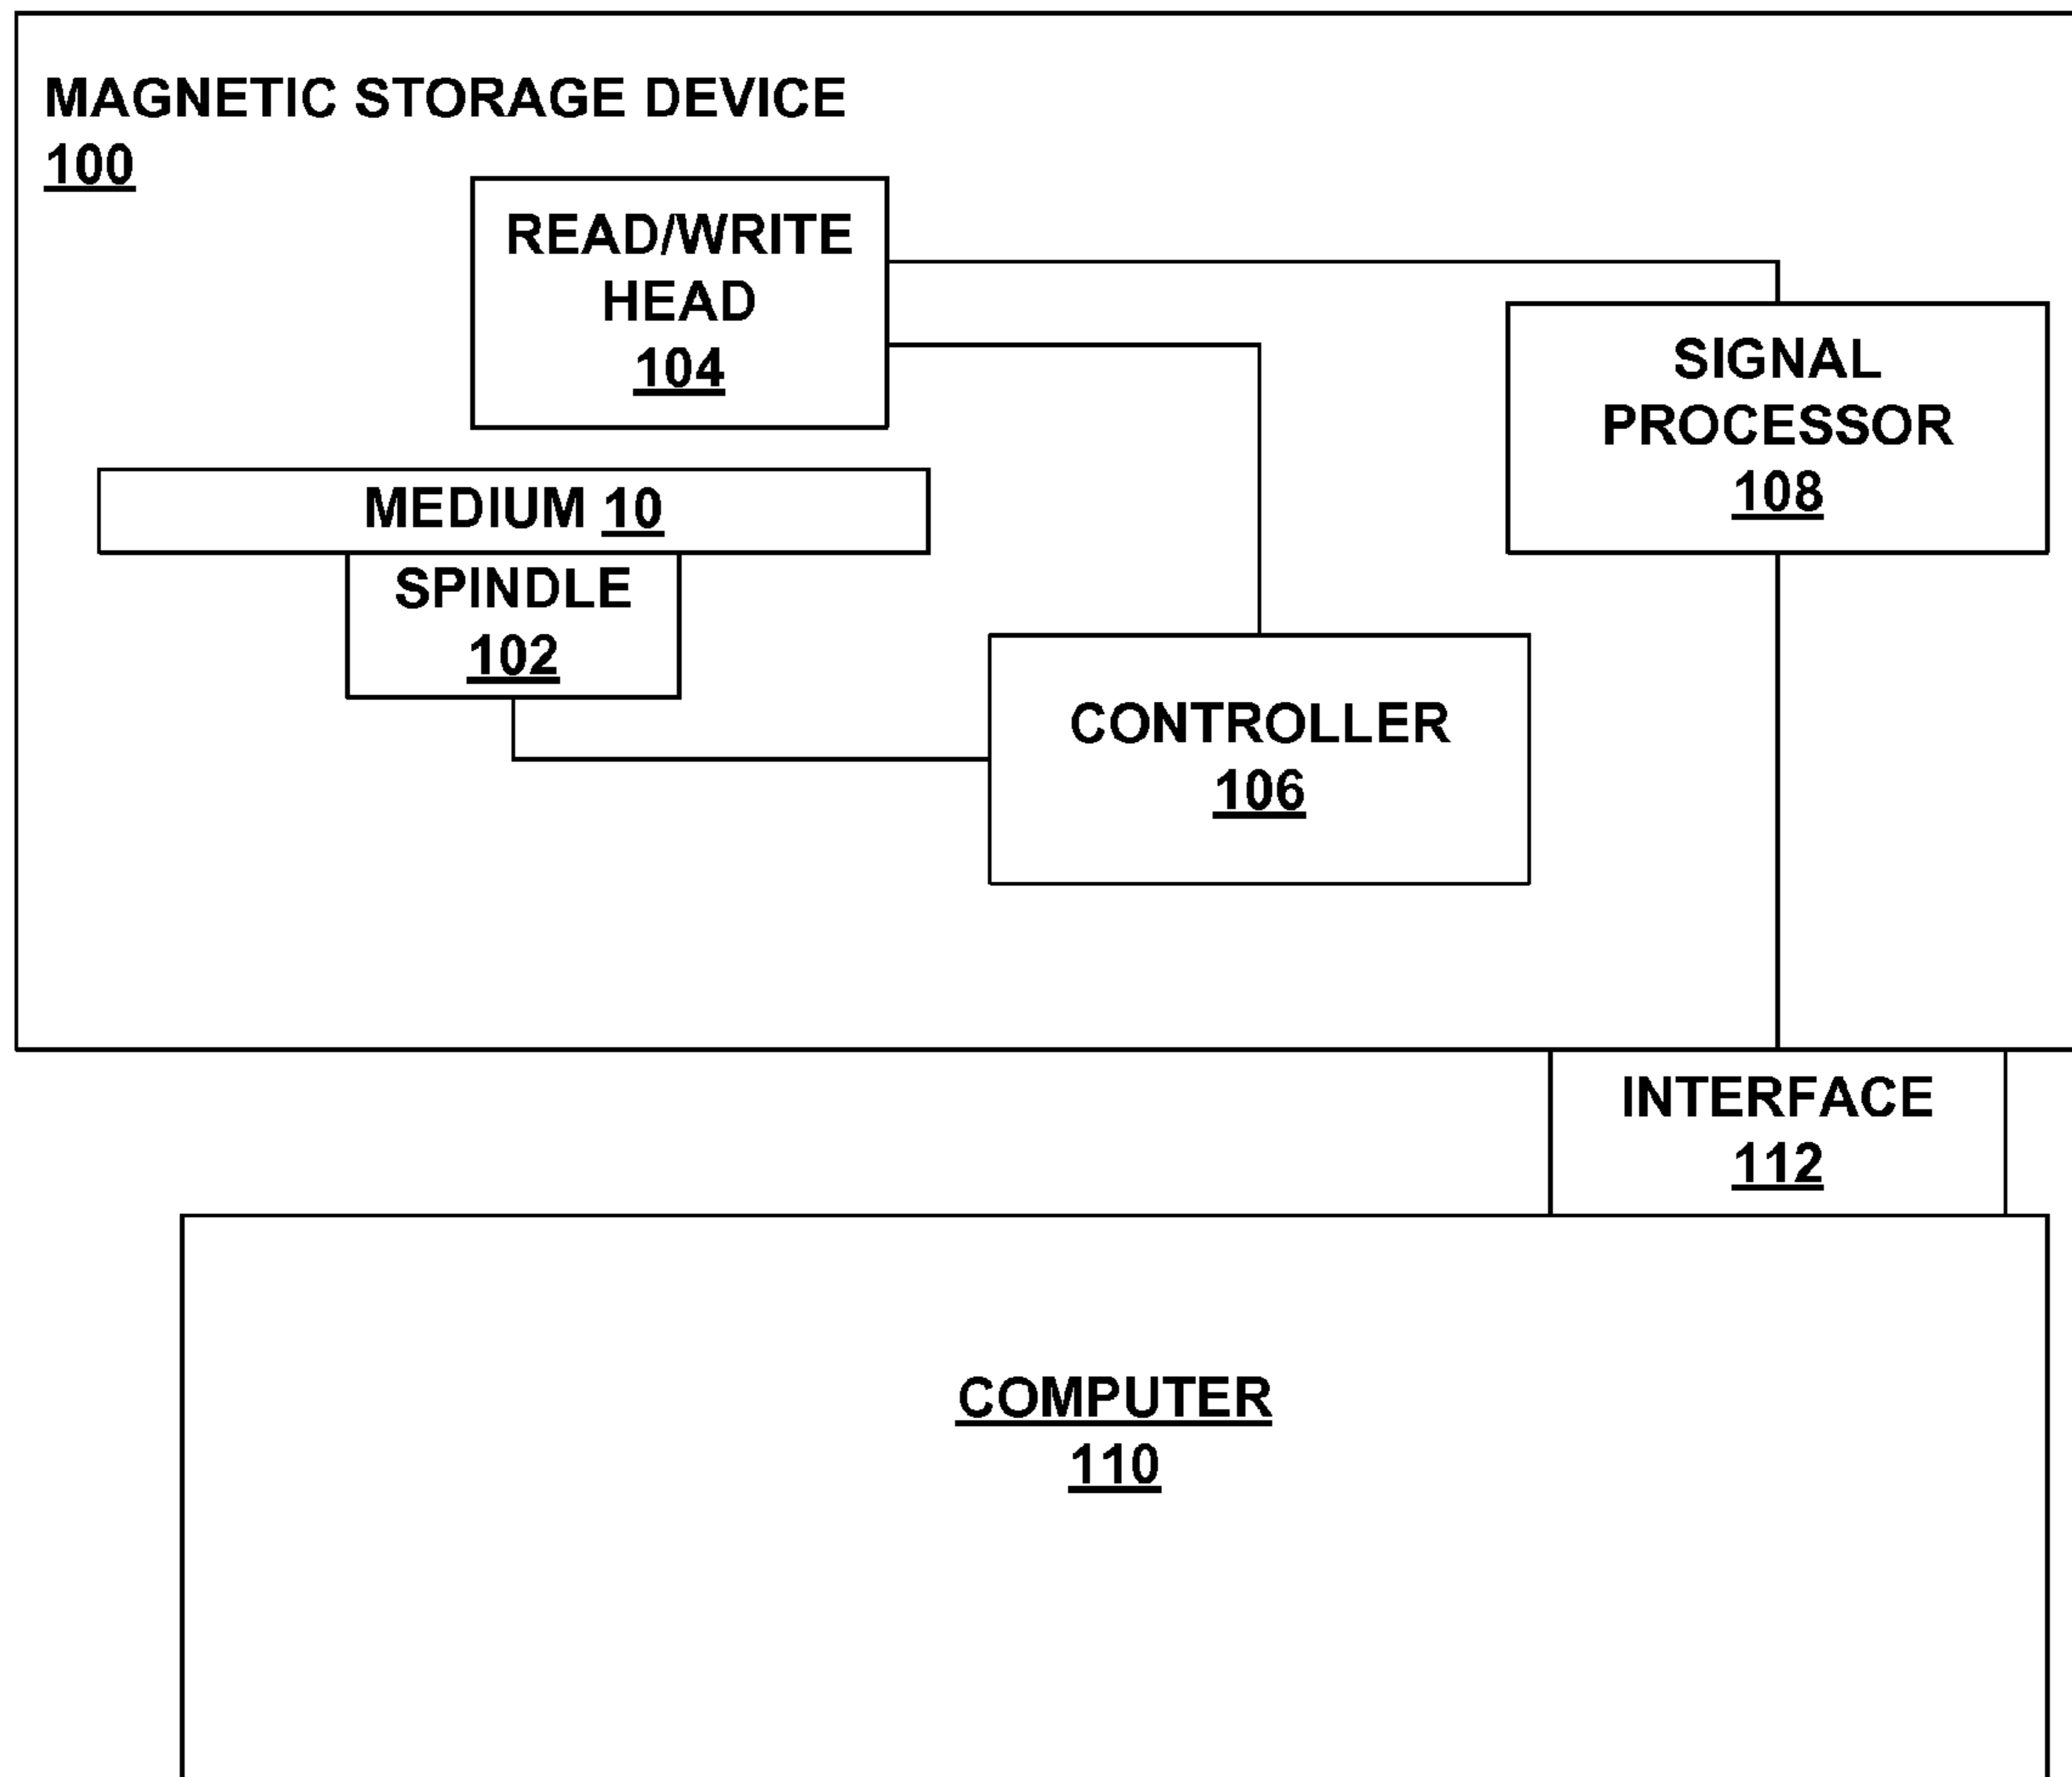 MAGNETIC STORAGE DEVICE
100
READ/WRITE
HEAD
104
SIGNAL
PROCESSOR
108
MEDIUM 10
SPINDLE
102
CONTROLLER
106
INTERFACE
112
COMPUTER
110